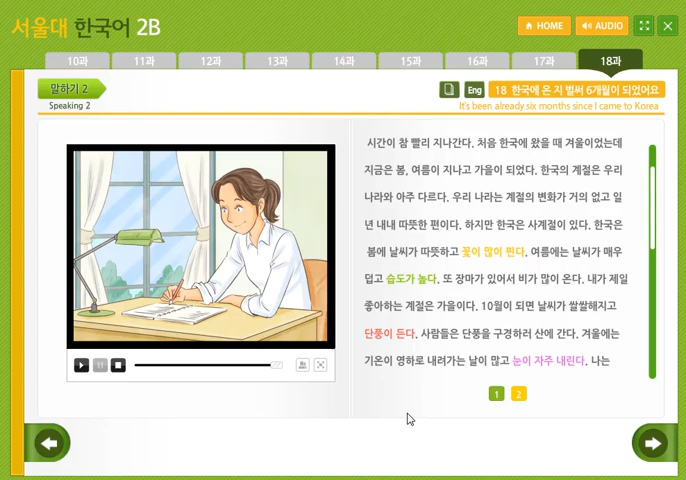 서울대 한국어 2B
HOME
AUDIO
10과
11과
12과
13과
14과
15과
16과
17과
18과
말하기 2
Speaking 2
Eng
18 한국에 온 지 벌써 6개월이 되었어요
It's been already six months since I came to Korea
시간이 참 빨리 지나간다. 처음 한국에 왔을 때 겨울이었는데
지금은 봄, 여름이 지나고 가을이 되었다. 한국의 계절은 우리
나라와 아주 다르다. 우리 나라는 계절의 변화가 거의 없고 일
년 내내 따뜻한 편이다. 하지만 한국은 사계절이 있다. 한국은
봄에 날씨가 따뜻하고 꽃이 많이 핀다. 여름에는 날씨가 매우
덥고 습도가 높다. 또 장마가 있어서 비가 많이 온다. 내가 제일
좋아하는 계절은 가을이다. 10월이 되면 날씨가 쌀쌀해지고
단풍이 든다. 사람들은 단풍을 구경하러 산에 간다. 겨울에는
기온이 영하로 내려가는 날이 많고 눈이 자주 내린다. 나는
1
2